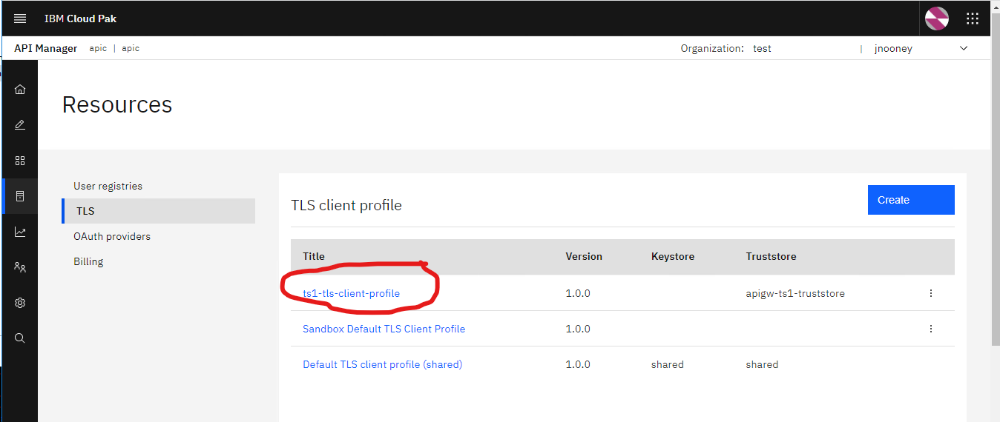 IBM Cloud Pak
API Manager apic | apic Organization: test | jnooney
Resources
User registries
TLS
OAuth providers
Billing
TLS client profile
Create
Title Version Keystore Truststore
ts1-tls-client-profile 1.0.0 apigw-ts1-truststore
Sandbox Default TLS Client Profile 1.0.0
Default TLS client profile (shared) 1.0.0 shared shared